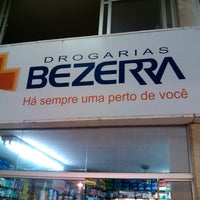 DROGARIAS
BEZERRA
Há sempre uma perto de você